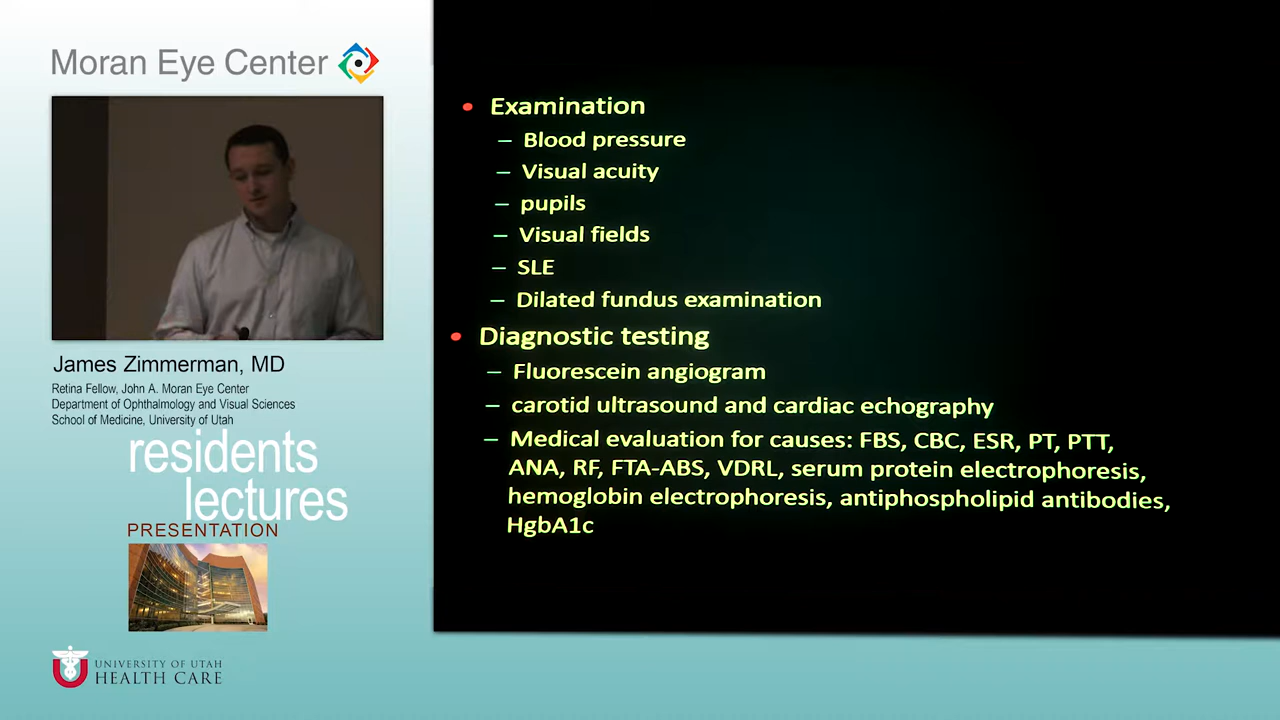 Moran Eye Center
James Zimmerman, MD
Retina Fellow, John A. Moran Eye Center
Department of Ophthalmology and Visual Sciences
School of Medicine, University of Utah
residents
lectures
PRESENTATION
UNIVERSITY OF UTAH
HEALTH CARE
• Examination
– Blood pressure
– Visual acuity
– pupils
– Visual fields
– SLE
– Dilated fundus examination
• Diagnostic testing
– Fluorescein angiogram
– carotid ultrasound and cardiac echography
– Medical evaluation for causes: FBS, CBC, ESR, PT, PTT,
ANA, RF, FTA-ABS, VDRL, serum protein electrophoresis,
hemoglobin electrophoresis, antiphospholipid antibodies,
HgbA1c